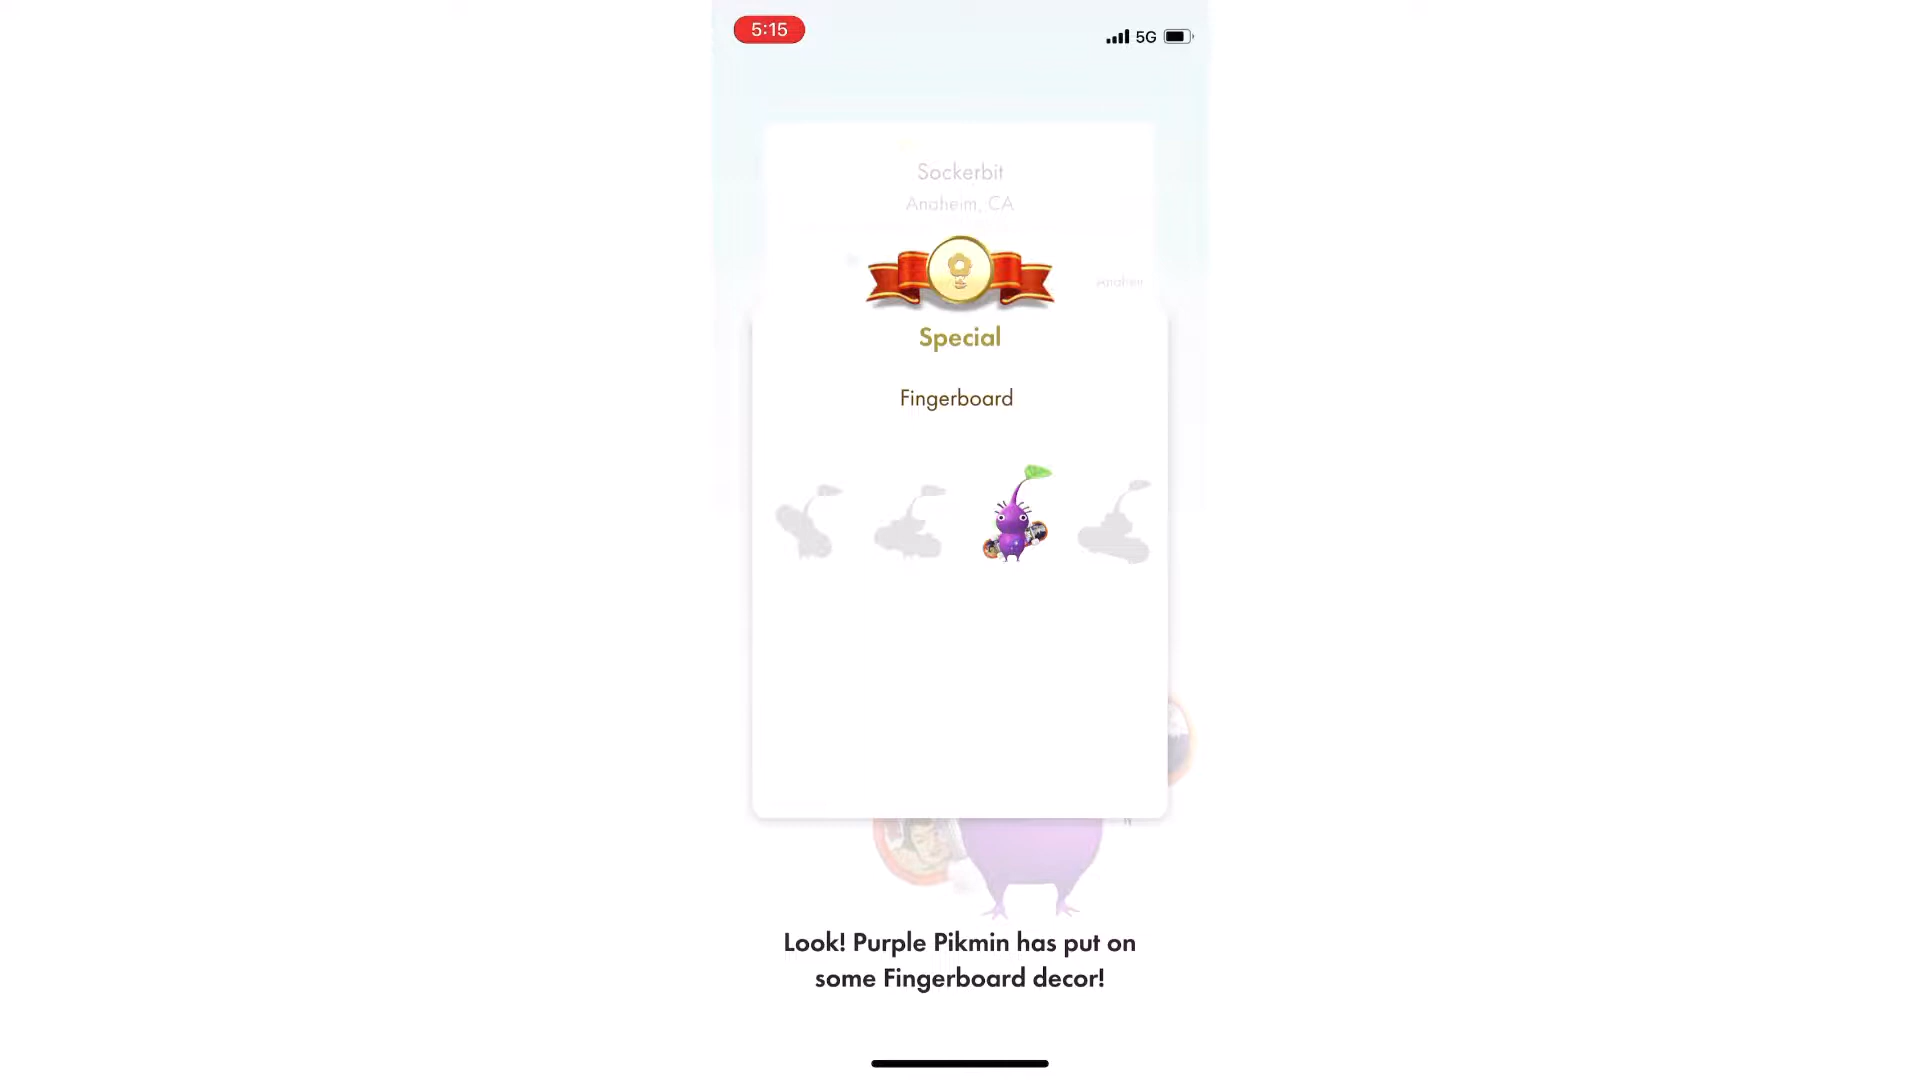 5:15
5G
Sockerbit
Anaheim, CA
Special
Fingerboard
Look! Purple Pikmin has put on
some Fingerboard decor!